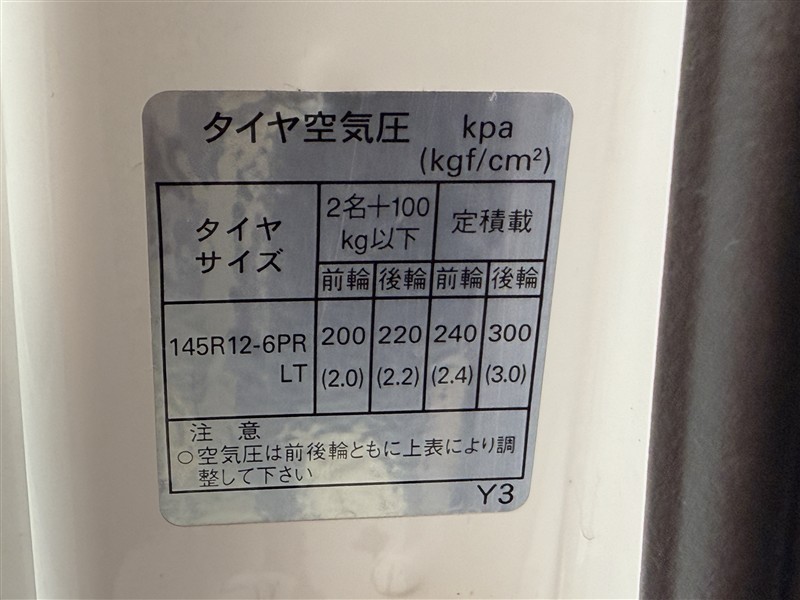 タイヤ空気圧 kpa
(kgf/cm²)
タイヤ
サイズ
2名+100
kg以下
定積載
前輪 後輪 前輪 後輪
145R12-6PR
LT
200 220 240 300
(2.0) (2.2) (2.4) (3.0)
注 意
○空気圧は前後輪ともに上表により調
整して下さい
Y3